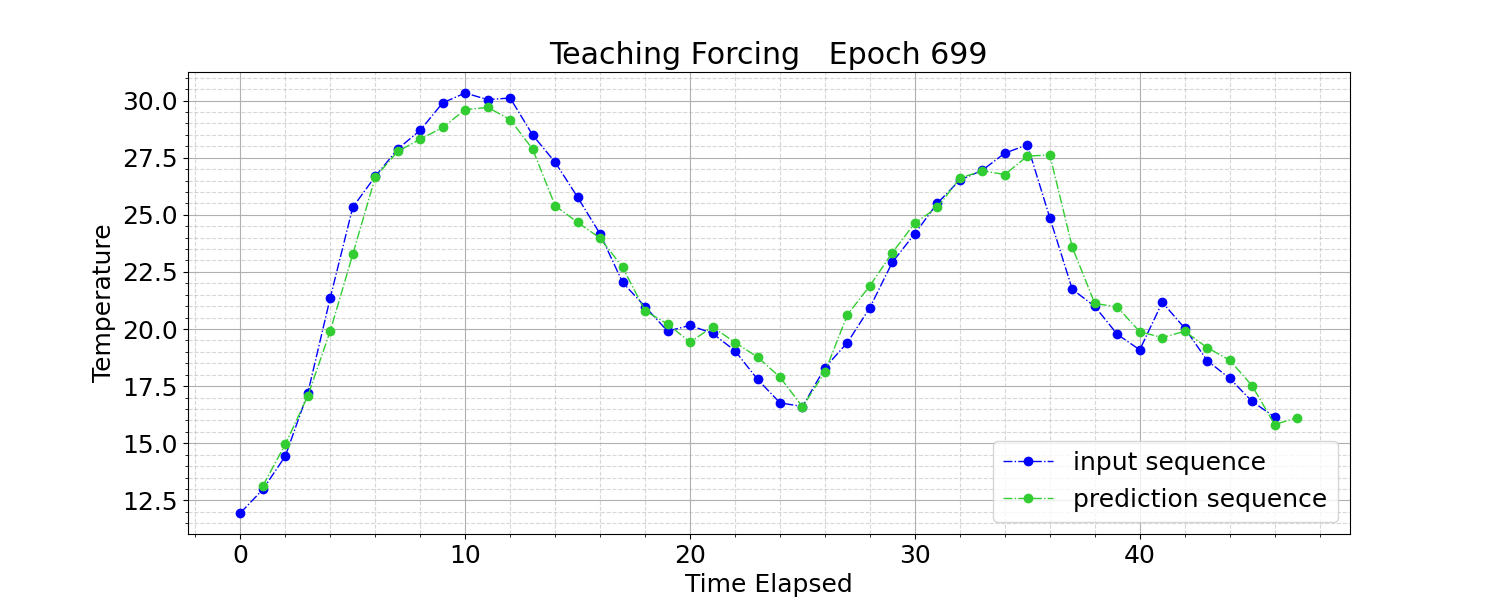 Teaching Forcing   Epoch 699
30.0
27.5
25.0
22.5
20.0
17.5
15.0
12.5
Temperature
input sequence
prediction sequence
0 10 20 30 40
Time Elapsed